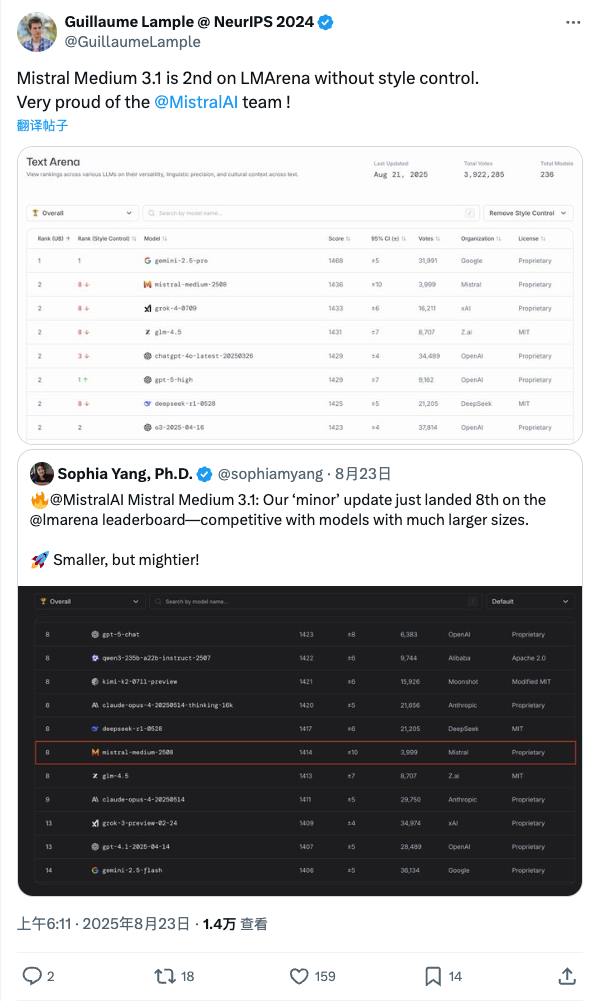 Guillaume Lample @ NeurIPS 2024
@GuillaumeLample
Mistral Medium 3.1 is 2nd on LMArena without style control.
Very proud of the @MistralAI team !
翻译帖子
Text Arena
View rankings across various LLMs on their versatility, linguistic precision, and cultural context across text.
Last Updated Total Votes Total Models
Aug 21, 2025 3,922,285 236
Overall Search by model name... / Remove Style Control
Rank (UB) Rank (Style Control) Model Score 95% CI (±) Votes Organization License
1 1 gemini-2.5-pro 1468 ±5 31,991 Google Proprietary
2 8 ↓ mistral-medium-2508 1436 ±10 3,999 Mistral Proprietary
2 8 ↓ grok-4-0709 1433 ±6 16,211 xAI Proprietary
2 8 ↓ glm-4.5 1431 ±7 8,707 Z.ai MIT
2 3 ↓ chatgpt-4o-latest-20250326 1429 ±4 34,489 OpenAI Proprietary
2 1 ↑ gpt-5-high 1429 ±7 9,162 OpenAI Proprietary
2 8 ↓ deepseek-r1-0528 1425 ±5 21,205 DeepSeek MIT
2 2 o3-2025-04-16 1423 ±4 37,814 OpenAI Proprietary
Sophia Yang, Ph.D. @sophiamyang · 8月23日
🔥@MistralAI Mistral Medium 3.1: Our ‘minor’ update just landed 8th on the
@lmarena leaderboard—competitive with models with much larger sizes.
🚀 Smaller, but mightier!
Overall Search by model name... / Default
8 gpt-5-chat 1423 ±8 6,383 OpenAI Proprietary
8 qwen3-235b-a22b-instruct-2507 1422 ±6 9,744 Alibaba Apache 2.0
8 kimi-k2-0711-preview 1421 ±6 15,926 Moonshot Modified MIT
8 claude-opus-4-20250514-thinking-16k 1420 ±5 21,656 Anthropic Proprietary
8 deepseek-r1-0528 1417 ±6 21,205 DeepSeek MIT
8 mistral-medium-2508 1414 ±10 3,999 Mistral Proprietary
8 glm-4.5 1413 ±7 8,707 Z.ai MIT
9 claude-opus-4-20250514 1411 ±5 29,750 Anthropic Proprietary
13 grok-3-preview-02-24 1409 ±4 34,974 xAI Proprietary
13 gpt-4.1-2025-04-14 1407 ±5 28,489 OpenAI Proprietary
14 gemini-2.5-flash 1406 ±5 36,134 Google Proprietary
上午6:11 · 2025年8月23日 · 1.4万 查看
2 18 159 14